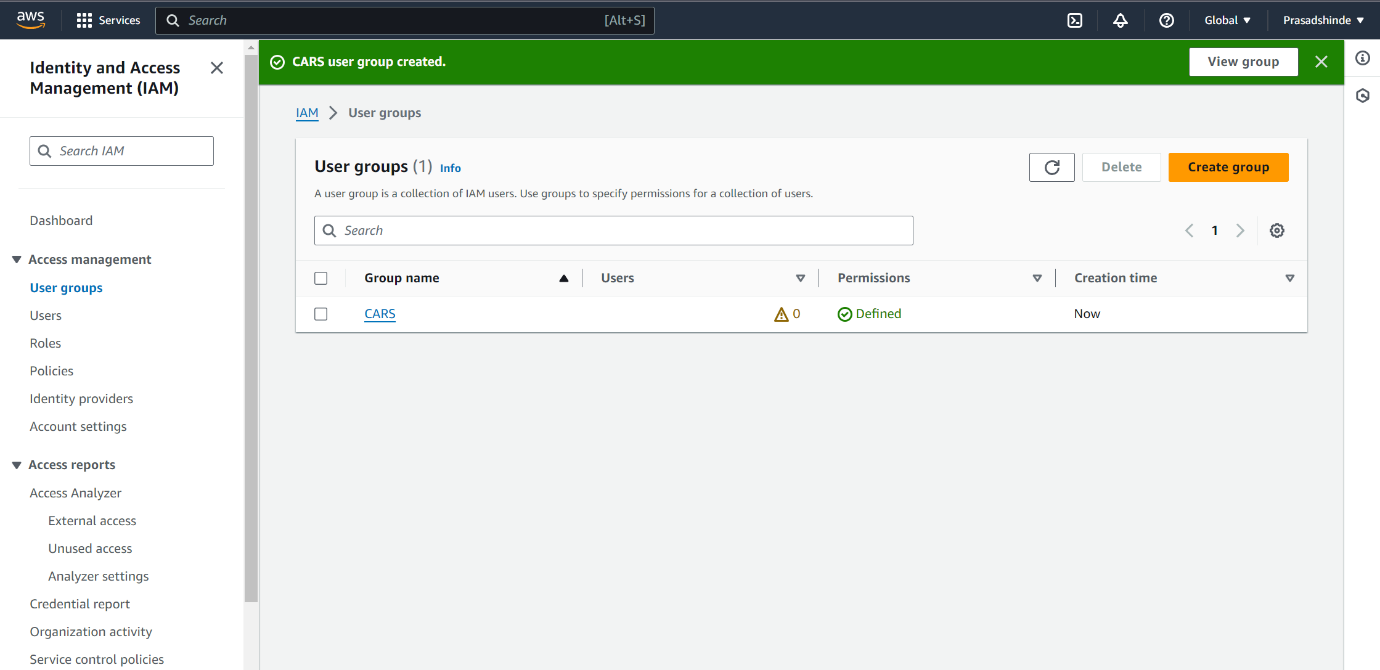 aws
Services
Search
[Alt+S]
Global
Prasadshinde
Identity and Access
Management (IAM)
Search IAM
Dashboard
Access management
User groups
Users
Roles
Policies
Identity providers
Account settings
Access reports
Access Analyzer
External access
Unused access
Analyzer settings
Credential report
Organization activity
Service control policies
CARS user group created.
View group
IAM
User groups
User groups (1) Info
Delete
Create group
A user group is a collection of IAM users. Use groups to specify permissions for a collection of users.
Search
1
Group name
Users
Permissions
Creation time
CARS
0
Defined
Now